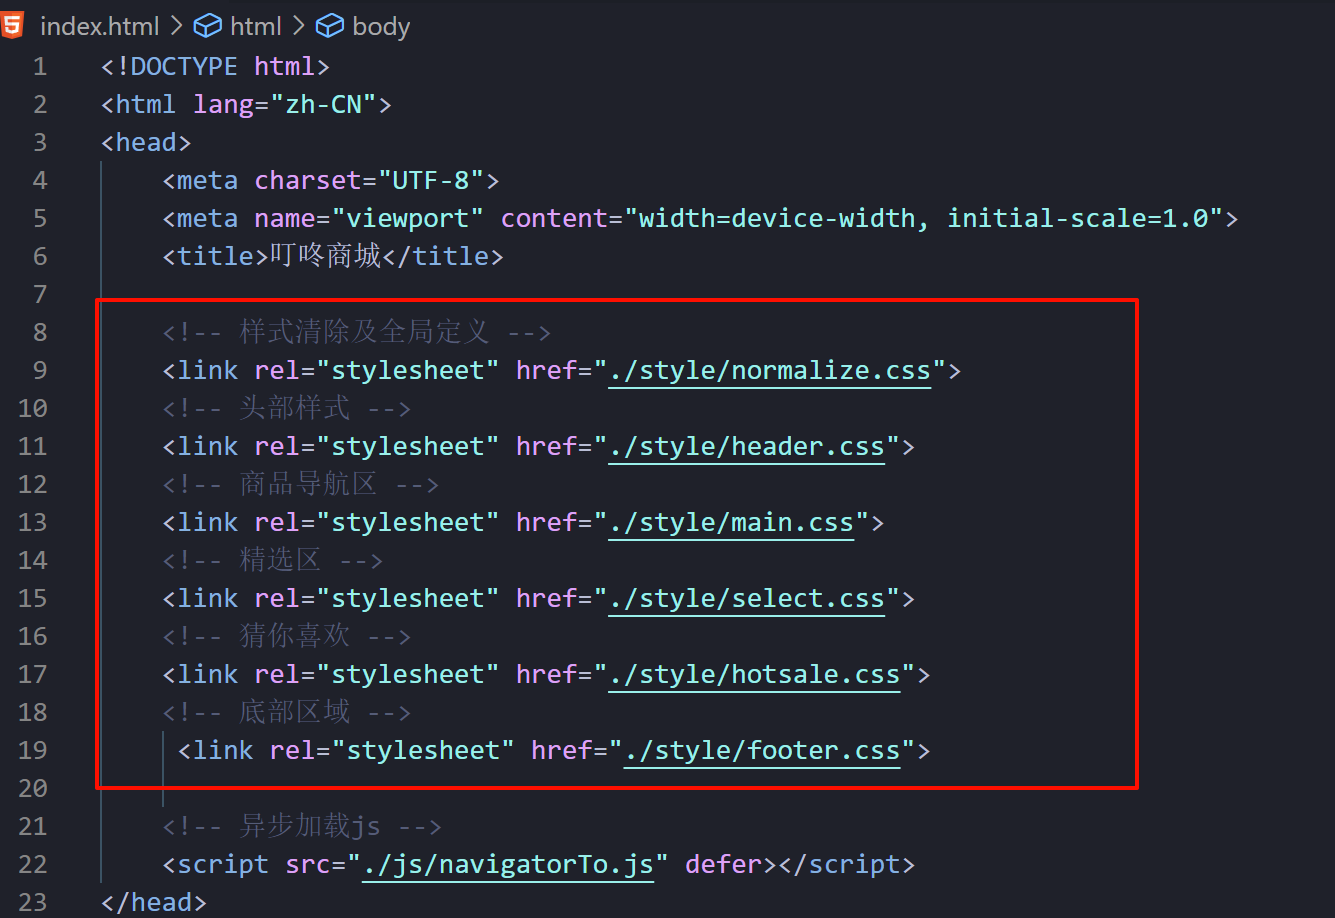 index.html > html > body
1 <!DOCTYPE html>
2 <html lang="zh-CN">
3 <head>
4 <meta charset="UTF-8">
5 <meta name="viewport" content="width=device-width, initial-scale=1.0">
6 <title>叮咚商城</title>
7
8 <!-- 样式清除及全局定义 -->
9 <link rel="stylesheet" href="./style/normalize.css">
10 <!-- 头部样式 -->
11 <link rel="stylesheet" href="./style/header.css">
12 <!-- 商品导航区 -->
13 <link rel="stylesheet" href="./style/main.css">
14 <!-- 精选区 -->
15 <link rel="stylesheet" href="./style/select.css">
16 <!-- 猜你喜欢 -->
17 <link rel="stylesheet" href="./style/hotsale.css">
18 <!-- 底部区域 -->
19 <link rel="stylesheet" href="./style/footer.css">
20
21 <!-- 异步加载js -->
22 <script src="./js/navigatorTo.js" defer></script>
23 </head>